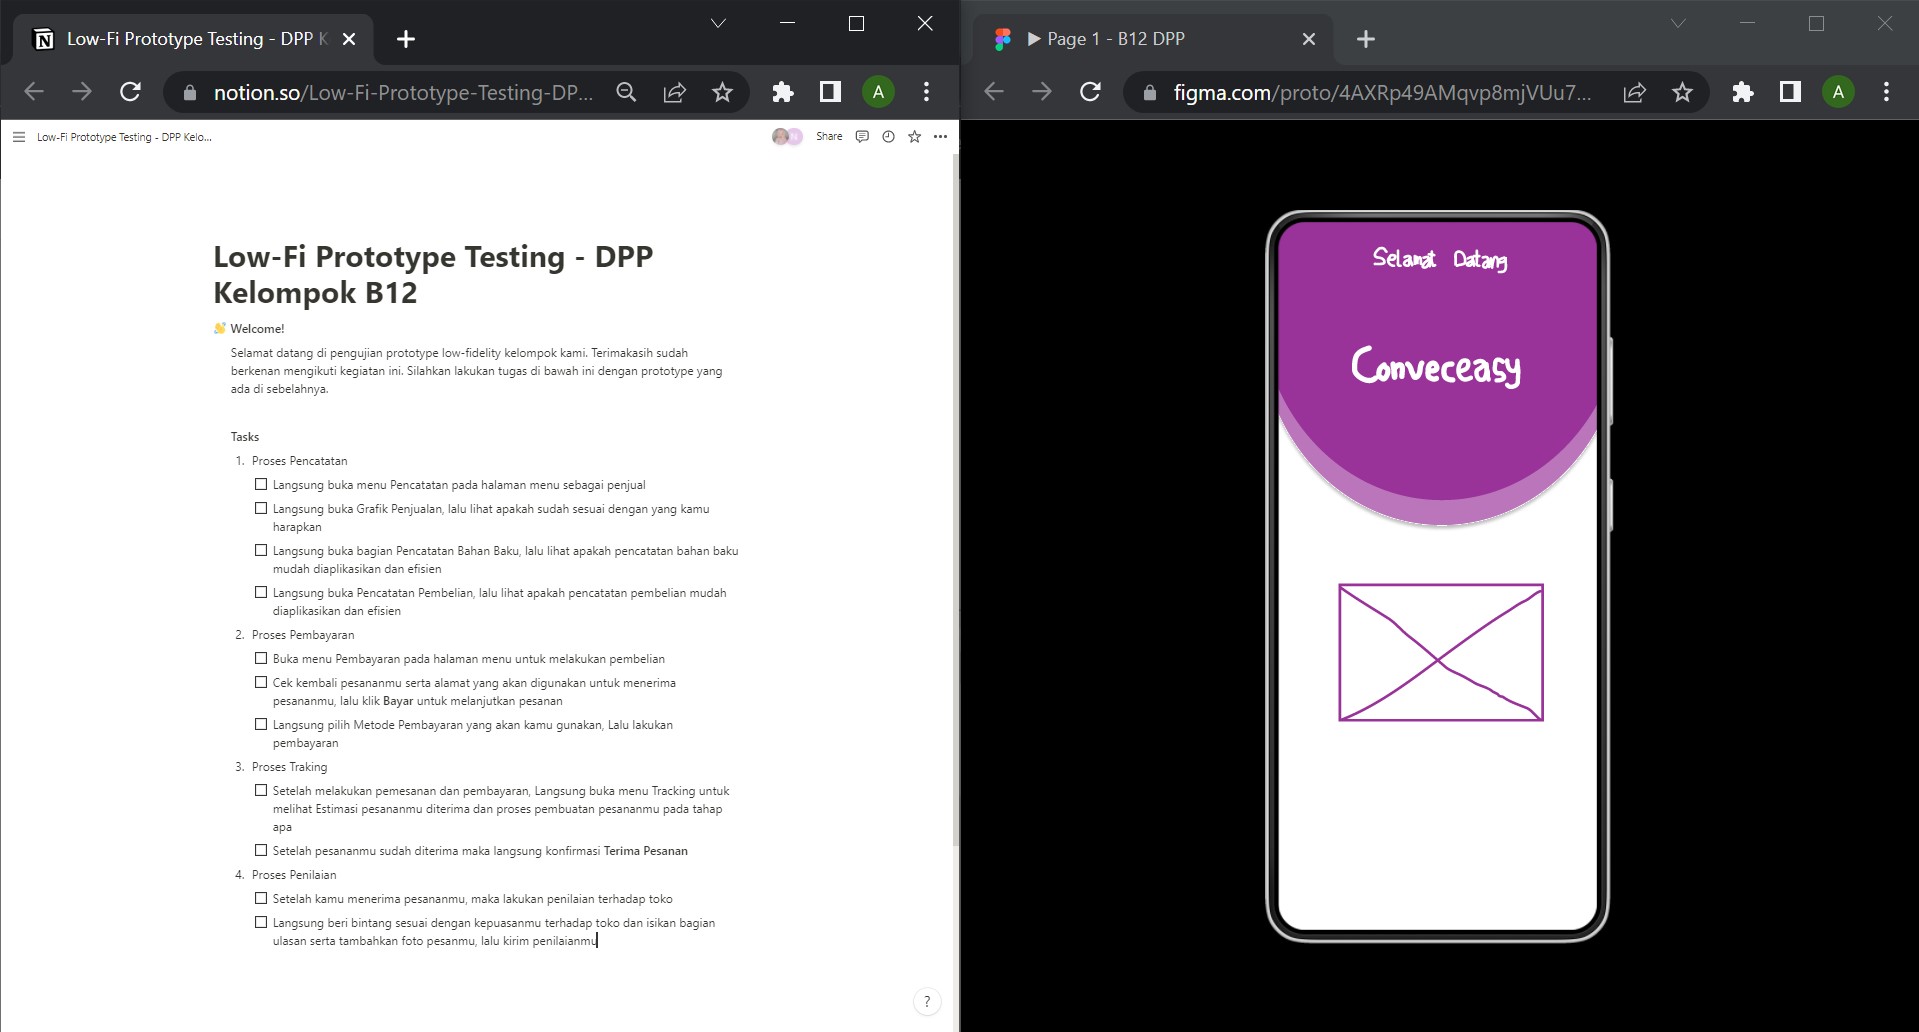 Low-Fi Prototype Testing - DPP K
notion.so/Low-Fi-Prototype-Testing-DP...
A
Low-Fi Prototype Testing - DPP Kelo...
Share
Low-Fi Prototype Testing - DPP
Kelompok B12
👋 Welcome!
Selamat datang di pengujian prototype low-fidelity kelompok kami. Terimakasih sudah
berkenan mengikuti kegiatan ini. Silahkan lakukan tugas di bawah ini dengan prototype yang
ada di sebelahnya.
Tasks
1. Proses Pencatatan
Langsung buka menu Pencatatan pada halaman menu sebagai penjual
Langsung buka Grafik Penjualan, lalu lihat apakah sudah sesuai dengan yang kamu
harapkan
Langsung buka bagian Pencatatan Bahan Baku, lalu lihat apakah pencatatan bahan baku
mudah diaplikasikan dan efisien
Langsung buka Pencatatan Pembelian, lalu lihat apakah pencatatan pembelian mudah
diaplikasikan dan efisien
2. Proses Pembayaran
Buka menu Pembayaran pada halaman menu untuk melakukan pembelian
Cek kembali pesananmu serta alamat yang akan digunakan untuk menerima
pesananmu, lalu klik Bayar untuk melanjutkan pesanan
Langsung pilih Metode Pembayaran yang akan kamu gunakan, Lalu lakukan
pembayaran
3. Proses Traking
Setelah melakukan pemesanan dan pembayaran, Langsung buka menu Tracking untuk
melihat Estimasi pesananmu diterima dan proses pembuatan pesananmu pada tahap
apa
Setelah pesananmu sudah diterima maka langsung konfirmasi Terima Pesanan
4. Proses Penilaian
Setelah kamu menerima pesananmu, maka lakukan penilaian terhadap toko
Langsung beri bintang sesuai dengan kepuasanmu terhadap toko dan isikan bagian
ulasan serta tambahkan foto pesanmu, lalu kirim penilaianmu
?
▶ Page 1 - B12 DPP
figma.com/proto/4AXRp49AMqvp8mjVUu7...
A
Selamat Datang
Conveceasy